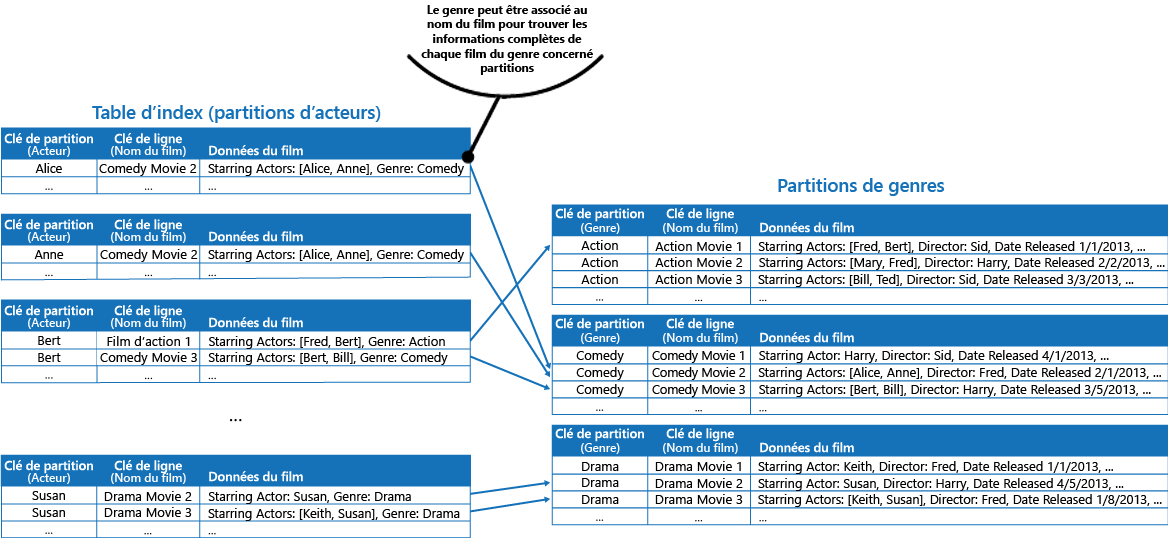 Le genre peut être associé au
nom du film pour trouver les
informations complètes de
chaque film du genre concerné
partitions
Table d'index (partitions d'acteurs)
Clé de partition (Acteur) Clé de ligne (Nom du film) Données du film
Alice Comedy Movie 2 Starring Actors: [Alice, Anne], Genre: Comedy
... ... ...
Clé de partition (Acteur) Clé de ligne (Nom du film) Données du film
Anne Comedy Movie 2 Starring Actors: [Alice, Anne], Genre: Comedy
... ... ...
Clé de partition (Acteur) Clé de ligne (Nom du film) Données du film
Bert Film d'action 1 Starring Actors: [Fred, Bert], Genre: Action
Bert Comedy Movie 3 Starring Actors: [Bert, Bill], Genre: Comedy
... ... ...
...
Clé de partition (Acteur) Clé de ligne (Nom du film) Données du film
Susan Drama Movie 2 Starring Actor: Susan, Genre: Drama
Susan Drama Movie 3 Starring Actors: [Keith, Susan], Genre: Drama
... ... ...
Partitions de genres
Clé de partition (Genre) Clé de ligne (Nom du film) Données du film
Action Action Movie 1 Starring Actors: [Fred, Bert], Director: Sid, Date Released 1/1/2013, ...
Action Action Movie 2 Starring Actors: [Mary, Fred], Director: Harry, Date Released 2/2/2013, ...
Action Action Movie 3 Starring Actors: [Bill, Ted], Director: Sid, Date Released 3/3/2013, ...
... ... ...
Clé de partition (Genre) Clé de ligne (Nom du film) Données du film
Comedy Comedy Movie 1 Starring Actor: Harry, Director: Sid, Date Released 4/1/2013, ...
Comedy Comedy Movie 2 Starring Actors: [Alice, Anne], Director: Fred, Date Released 2/1/2013, ...
Comedy Comedy Movie 3 Starring Actors: [Bert, Bill], Director: Harry, Date Released 3/5/2013, ...
... ... ...
Clé de partition (Genre) Clé de ligne (Nom du film) Données du film
Drama Drama Movie 1 Starring Actor: Keith, Director: Fred, Date Released 1/1/2013, ...
Drama Drama Movie 2 Starring Actor: Susan, Director: Harry, Date Released 4/5/2013, ...
Drama Drama Movie 3 Starring Actors: [Keith, Susan], Director: Fred, Date Released 1/8/2013, ...
... ... ...